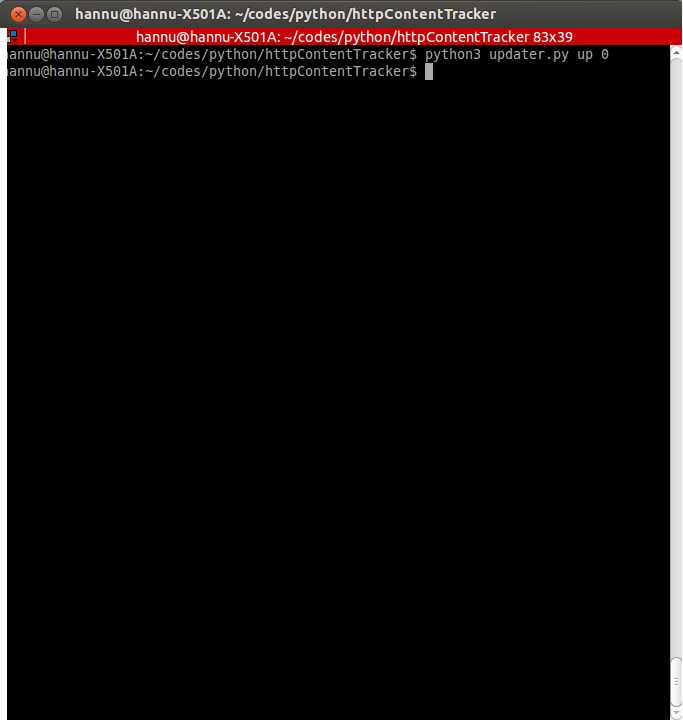 hannu@hannu-X501A: ~/codes/python/httpContentTracker
hannu@hannu-X501A: ~/codes/python/httpContentTracker 83x39
hannu@hannu-X501A:~/codes/python/httpContentTracker$ python3 updater.py up 0
hannu@hannu-X501A:~/codes/python/httpContentTracker$